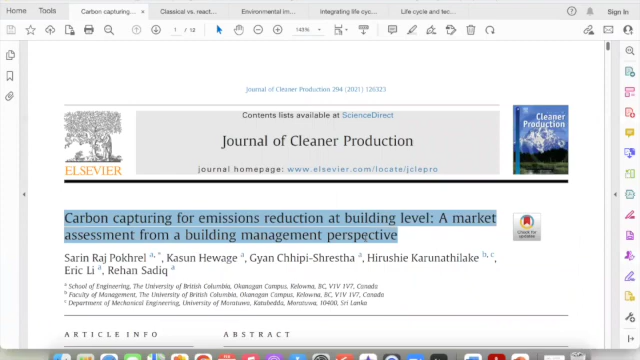 Home Tools Carbon capturing... × Classical vs. react... Environmental im... Integrating life cyc... Life cycle and tec... Sign In
1 / 12 143%
Journal of Cleaner Production 294 (2021) 126323
Contents lists available at ScienceDirect
Journal of Cleaner Production
journal homepage: www.elsevier.com/locate/jclepro
ELSEVIER
Cleaner
Production
Carbon capturing for emissions reduction at building level: A market
assessment from a building management perspective
Check for
updates
Sarin Raj Pokhrel a, *, Kasun Hewage a, Gyan Chhipi-Shrestha a, Hirushie Karunathilake b, c,
Eric Li a, Rehan Sadiq a
a School of Engineering, The University of British Columbia, Okanagan Campus, Kelowna, BC, V1V 1V7, Canada
b Faculty of Management, The University of British Columbia, Okanagan Campus, Kelowna, BC, V1V 1V7, Canada
c Department of Mechanical Engineering, University of Moratuwa, Katubedda, Moratuwa, 10400, Sri Lanka
ARTICLE INFO ABSTRACT